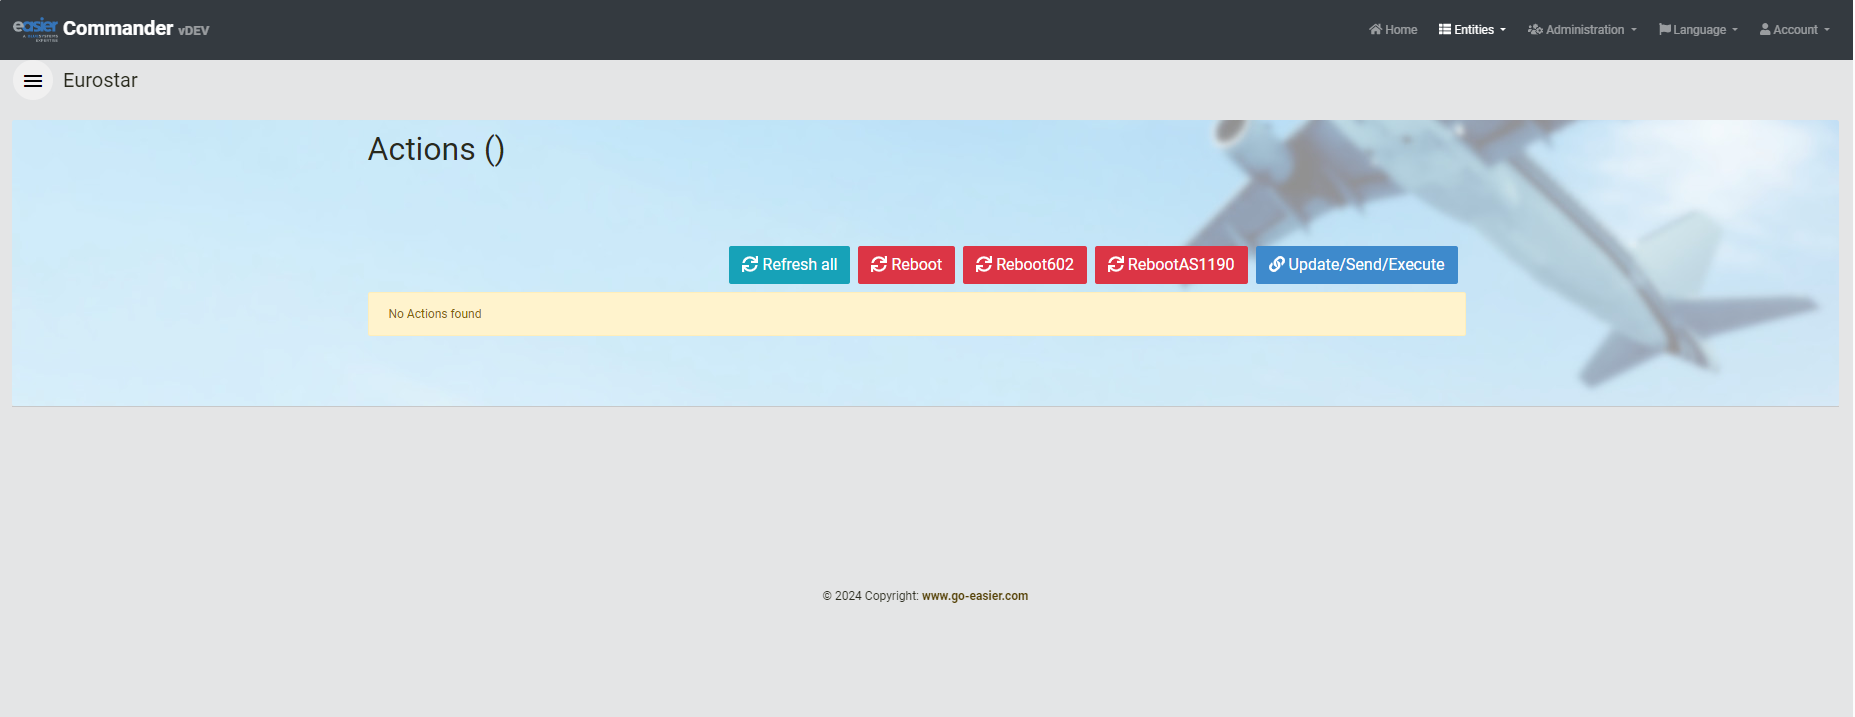 easier Commander vDEV Home Entities Administration Language Account
Eurostar
Actions ()
Refresh all Reboot Reboot602 RebootAS1190 Update/Send/Execute
No Actions found
© 2024 Copyright: www.go-easier.com